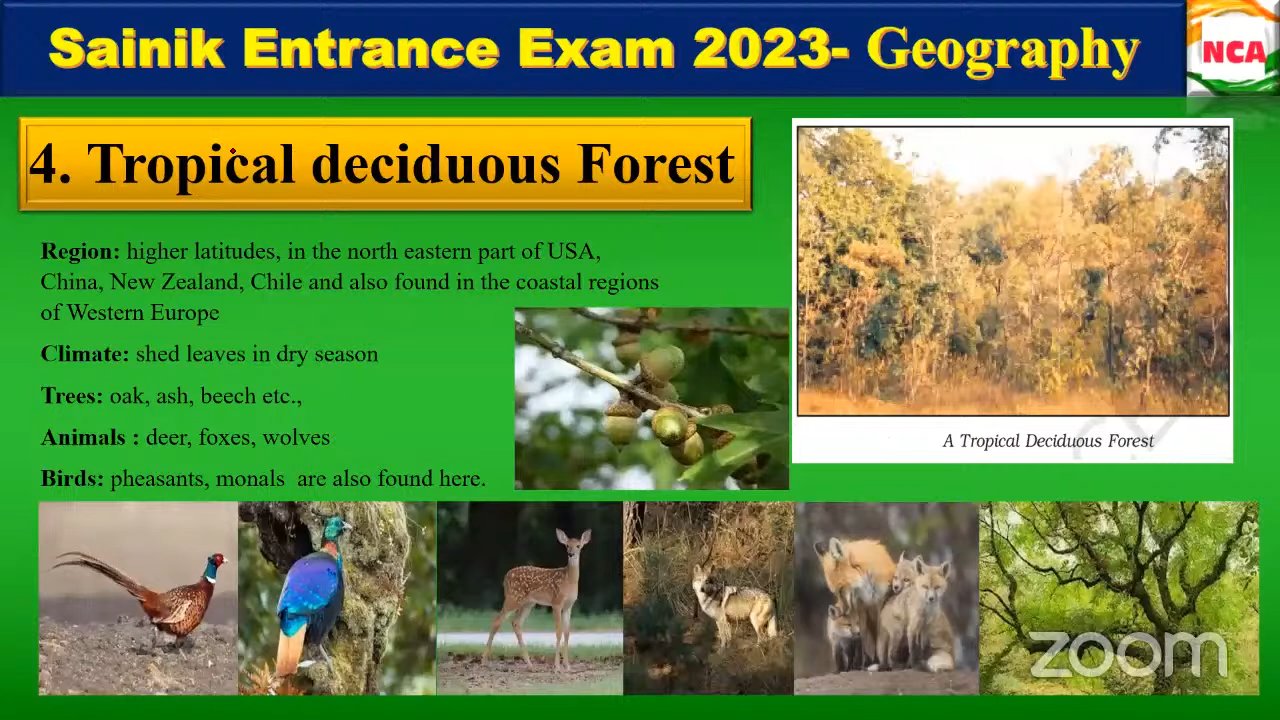 Sainik Entrance Exam 2023- Geography
NCA
4. Tropical deciduous Forest
Region: higher latitudes, in the north eastern part of USA,
China, New Zealand, Chile and also found in the coastal regions
of Western Europe
Climate: shed leaves in dry season
Trees: oak, ash, beech etc.,
Animals : deer, foxes, wolves
Birds: pheasants, monals are also found here.
A Tropical Deciduous Forest
zoom